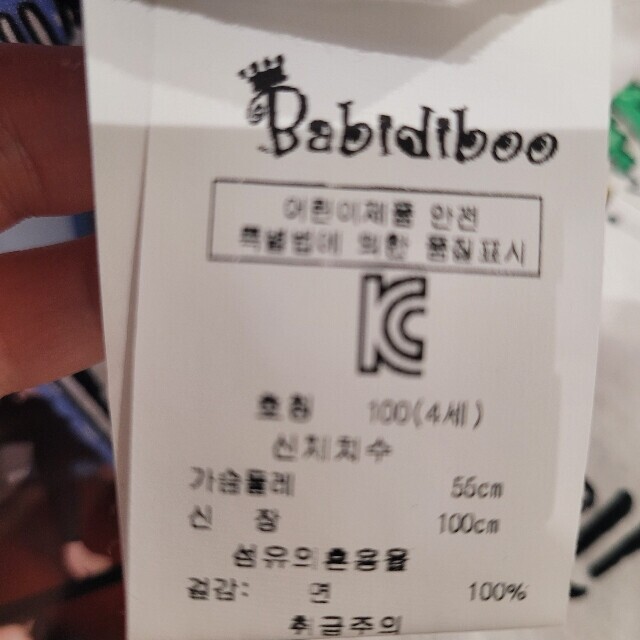 Babidiboo
어린이제품 안전
특별법에 의한 품질표시
KC
호칭 100(4세)
신체치수
가슴둘레 55cm
신 장 100cm
섬유의혼용율
겉감: 면 100%
취급주의